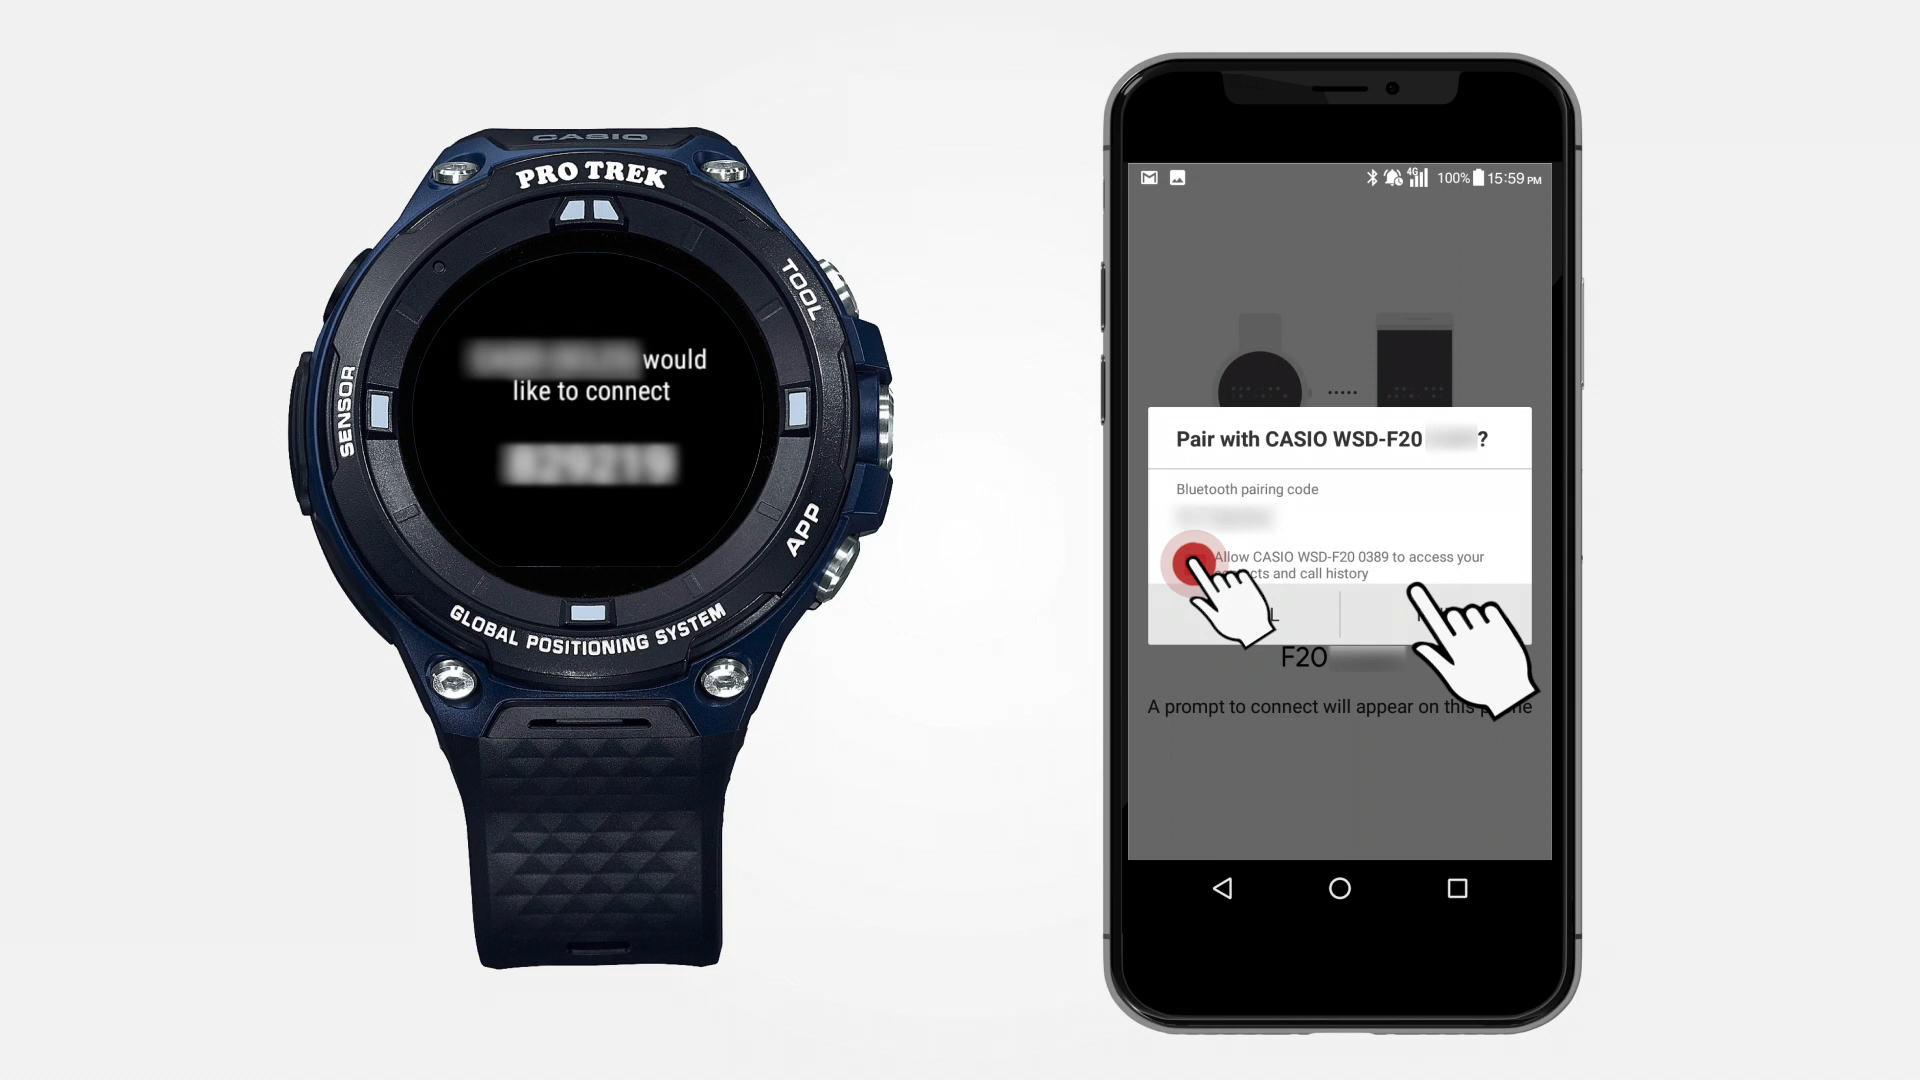 CASIO
PRO TREK
TOOL
SENSOR
APP
GLOBAL POSITIONING SYSTEM
would
like to connect
4G
100%
15:59 PM
Pair with CASIO WSD-F20 ?
Bluetooth pairing code
Allow CASIO WSD-F20 0389 to access your
cts and call history
L
F20
A prompt to connect will appear on this